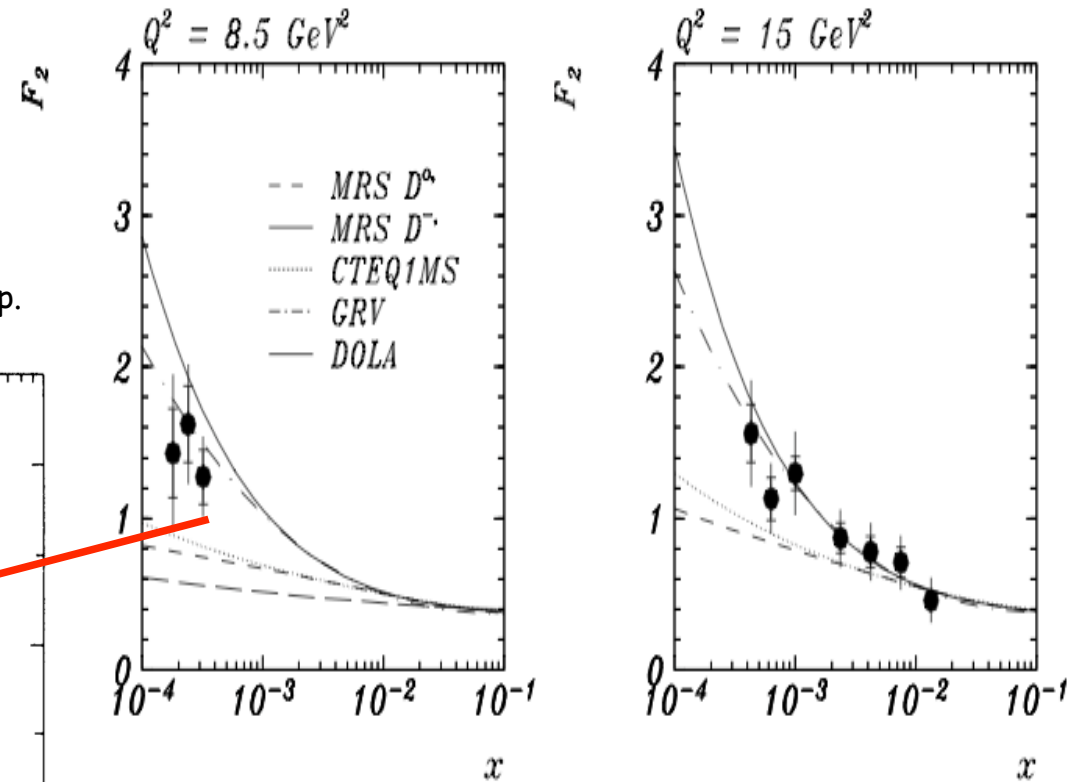 Q² = 8.5 GeV²
F₂
4
3
2
1
0
MRS D⁰'
MRS D⁻'
CTEQ1MS
GRV
DOLA
10⁻⁴ 10⁻³ 10⁻² 10⁻¹
x
Q² = 15 GeV²
F₂
4
3
2
1
0
10⁻⁴ 10⁻³ 10⁻² 10⁻¹
x
p.